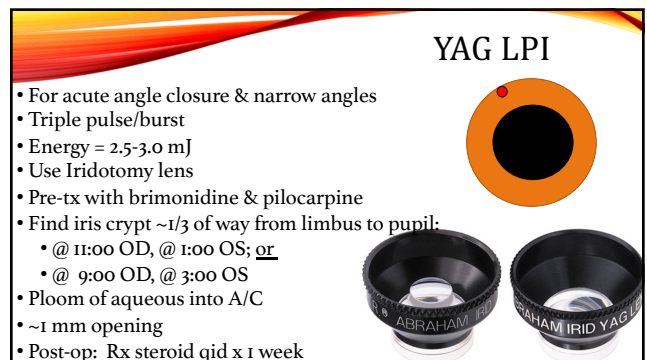 YAG LPI
• For acute angle closure & narrow angles
• Triple pulse/burst
• Energy = 2.5-3.0 mJ
• Use Iridotomy lens
• Pre-tx with brimonidine & pilocarpine
• Find iris crypt ~1/3 of way from limbus to pupil:
• @ 11:00 OD, @ 1:00 OS; or
• @ 9:00 OD, @ 3:00 OS
• Ploom of aqueous into A/C
• ~1 mm opening
• Post-op: Rx steroid qid x 1 week
R® ABRAHAM IRID
BRAHAM IRID YAG LE